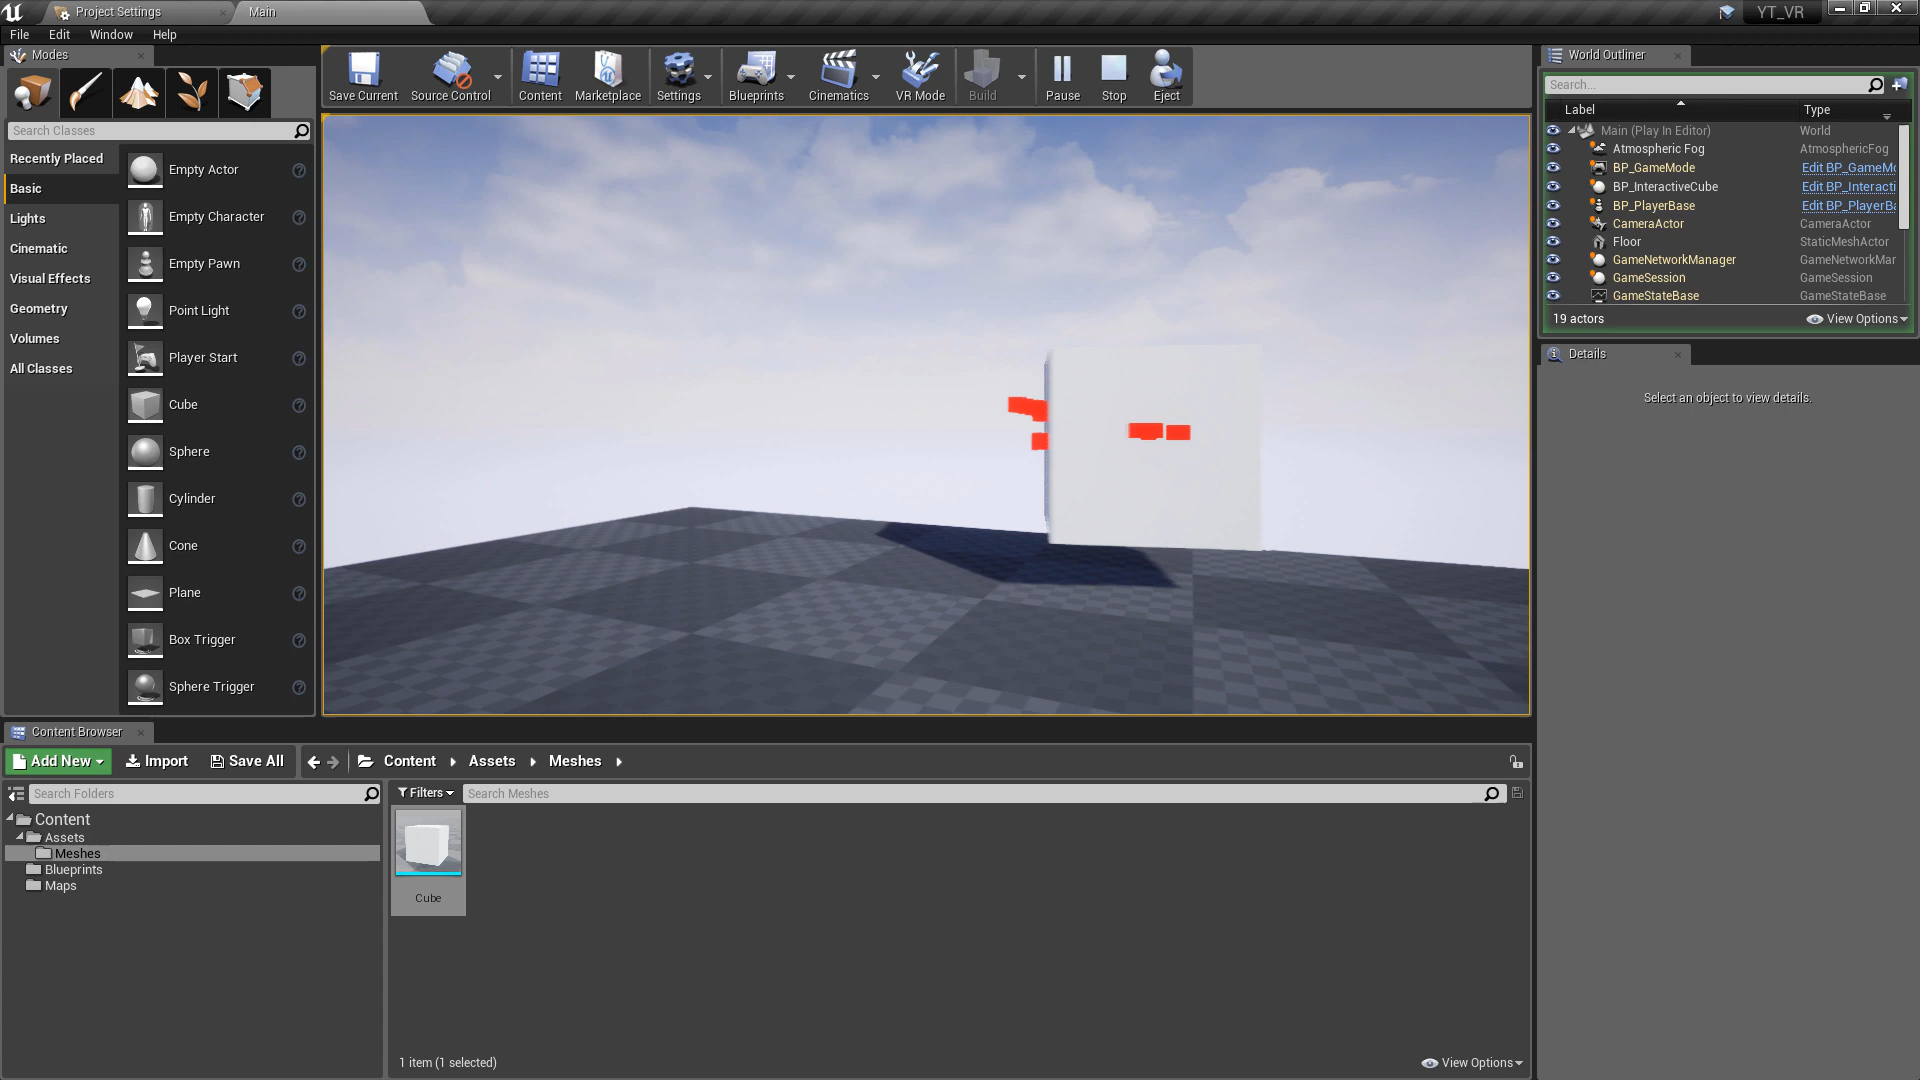 Project Settings
Main
YT_VR
File Edit Window Help
Modes
Search Classes
Recently Placed
Basic
Lights
Cinematic
Visual Effects
Geometry
Volumes
All Classes
Empty Actor
Empty Character
Empty Pawn
Point Light
Player Start
Cube
Sphere
Cylinder
Cone
Plane
Box Trigger
Sphere Trigger
Save Current
Source Control
Content
Marketplace
Settings
Blueprints
Cinematics
VR Mode
Build
Pause
Stop
Eject
World Outliner
Search...
Label Type
Main (Play In Editor) World
Atmospheric Fog AtmosphericFog
BP_GameMode Edit BP_GameMo
BP_InteractiveCube Edit BP_Interacti
BP_PlayerBase Edit BP_PlayerBa
CameraActor CameraActor
Floor StaticMeshActor
GameNetworkManager GameNetworkMar
GameSession GameSession
GameStateBase GameStateBase
19 actors
View Options
Details
Select an object to view details.
Content Browser
Add New Import Save All
Content Assets Meshes
Search Folders
Content
Assets
Meshes
Blueprints
Maps
Filters
Search Meshes
Cube
1 item (1 selected)
View Options